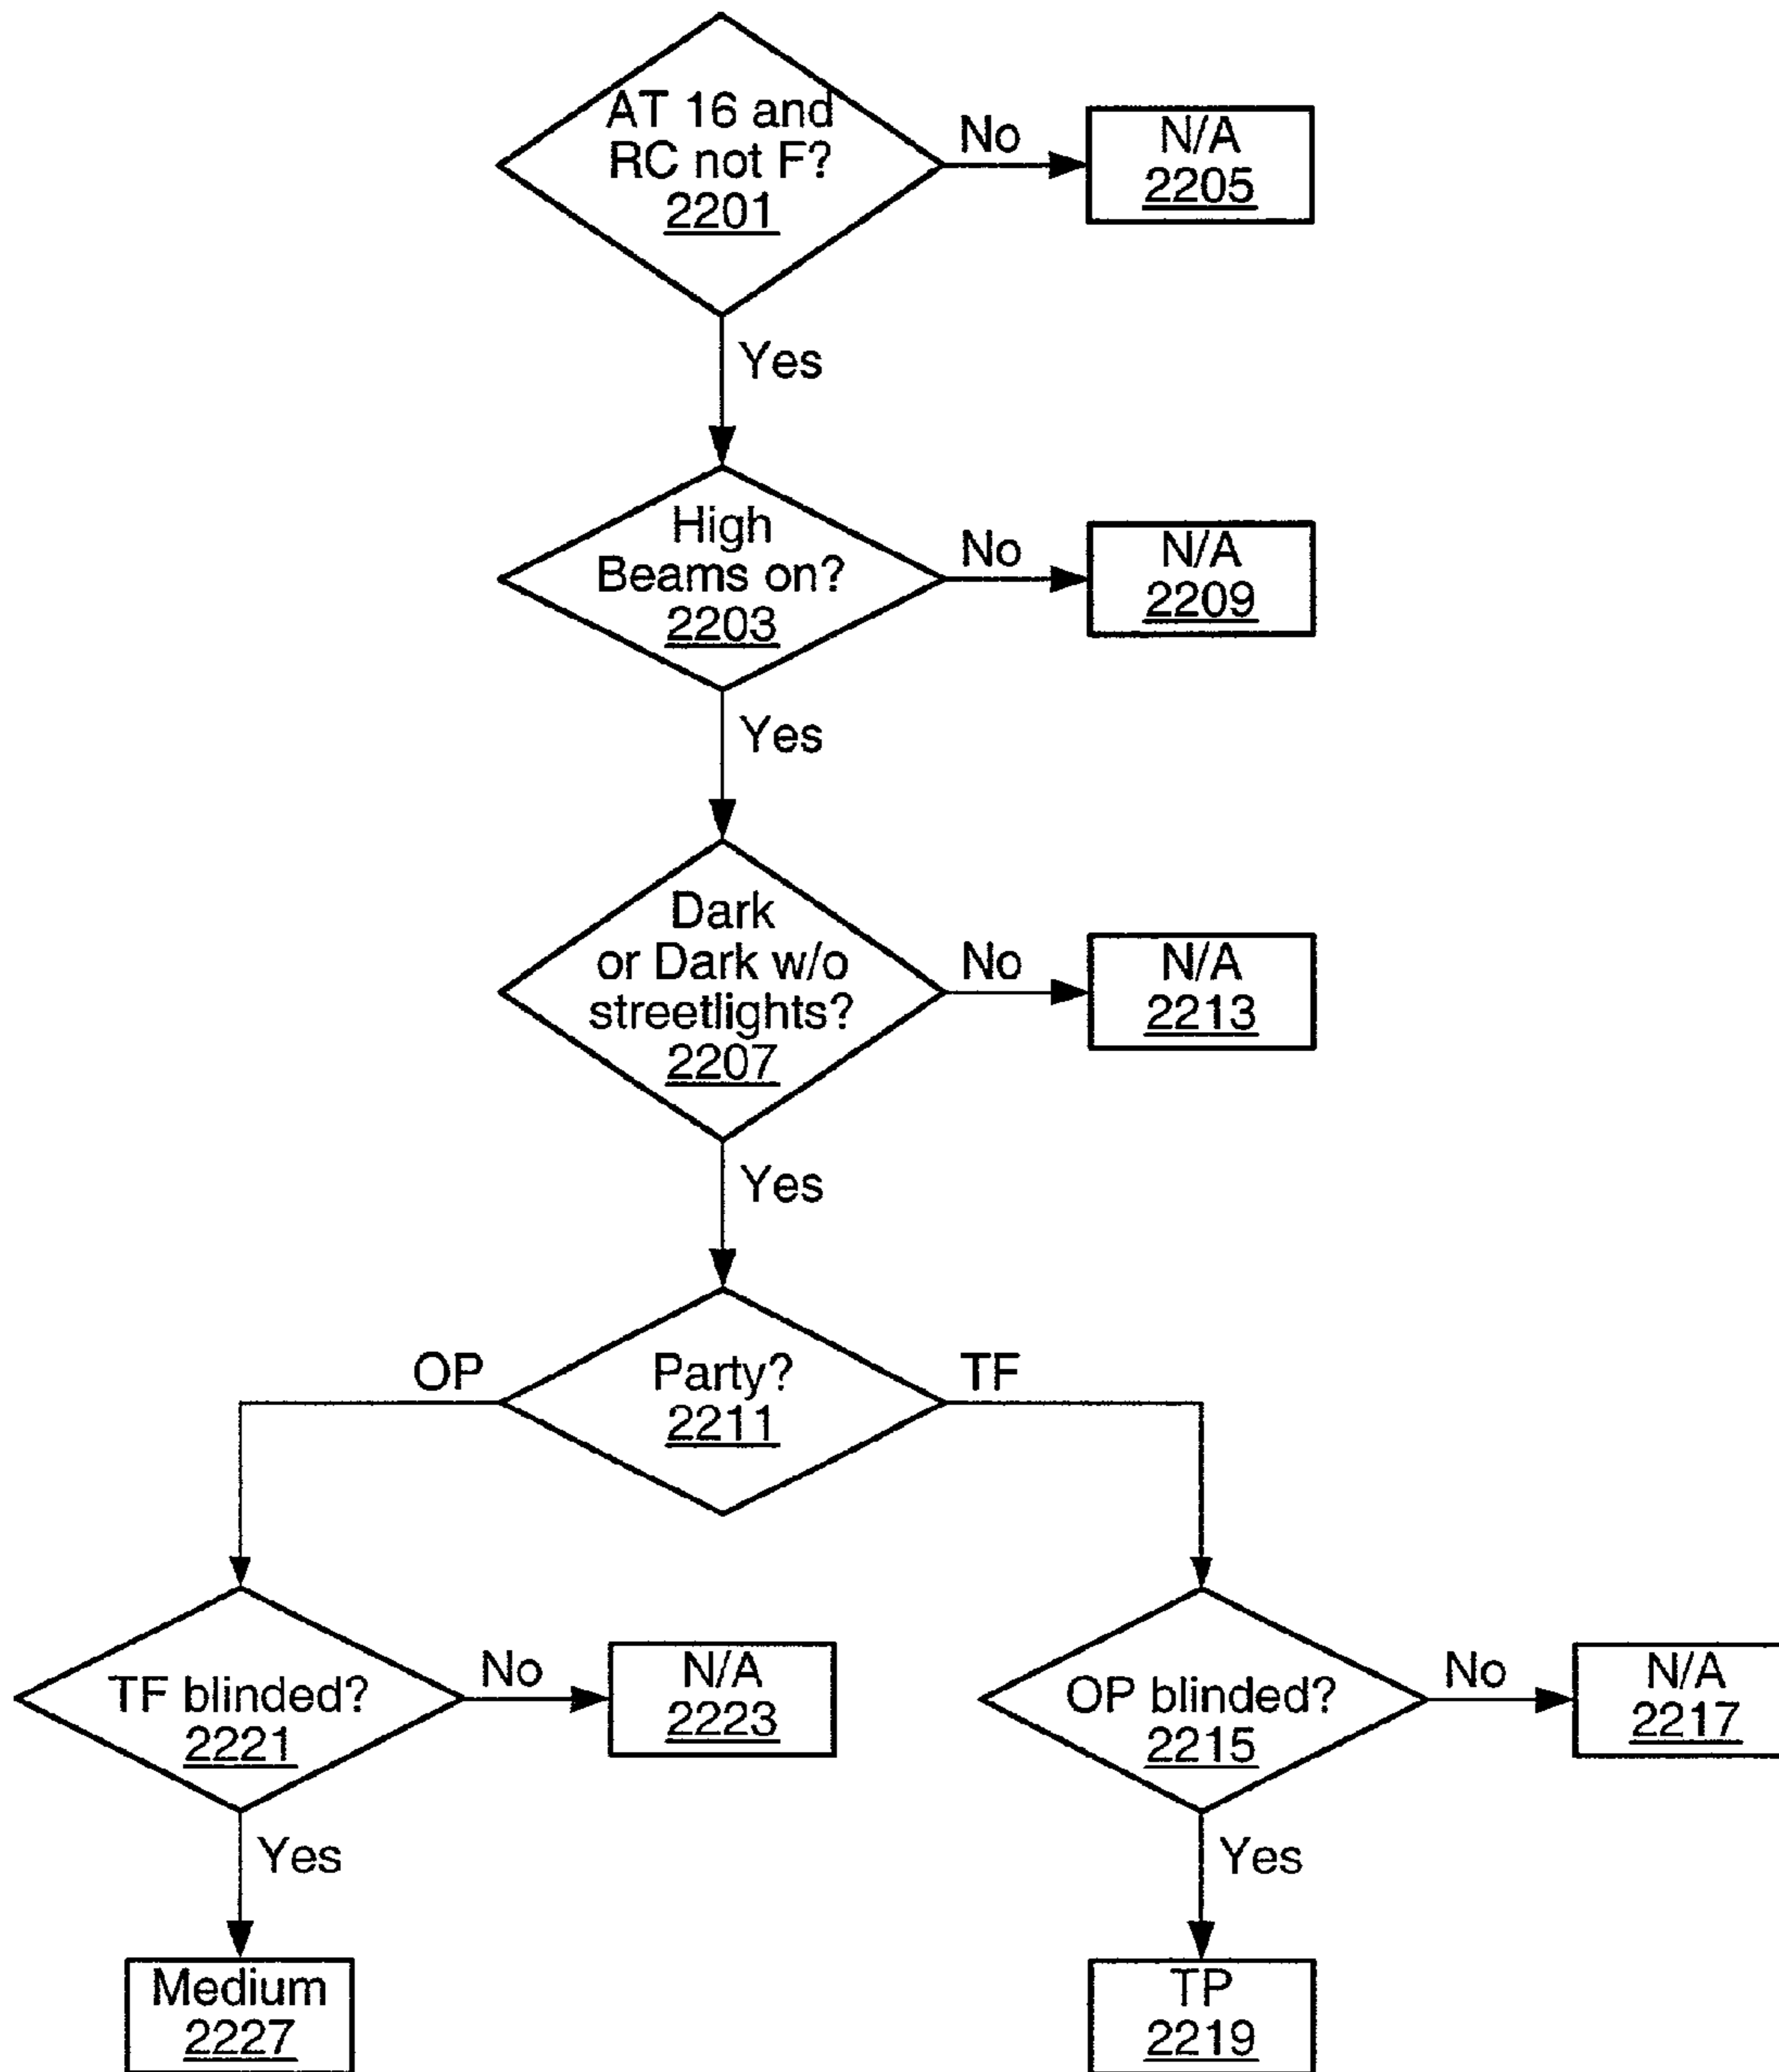 AT 16 and
RC not F?
2201
No
N/A
2205
Yes
High
Beams on?
2203
No
N/A
2209
Yes
Dark
or Dark w/o
streetlights?
2207
No
N/A
2213
Yes
OP
Party?
2211
TF
TF blinded?
2221
No
N/A
2223
OP blinded?
2215
No
N/A
2217
Yes
Yes
Medium
2227
TP
2219